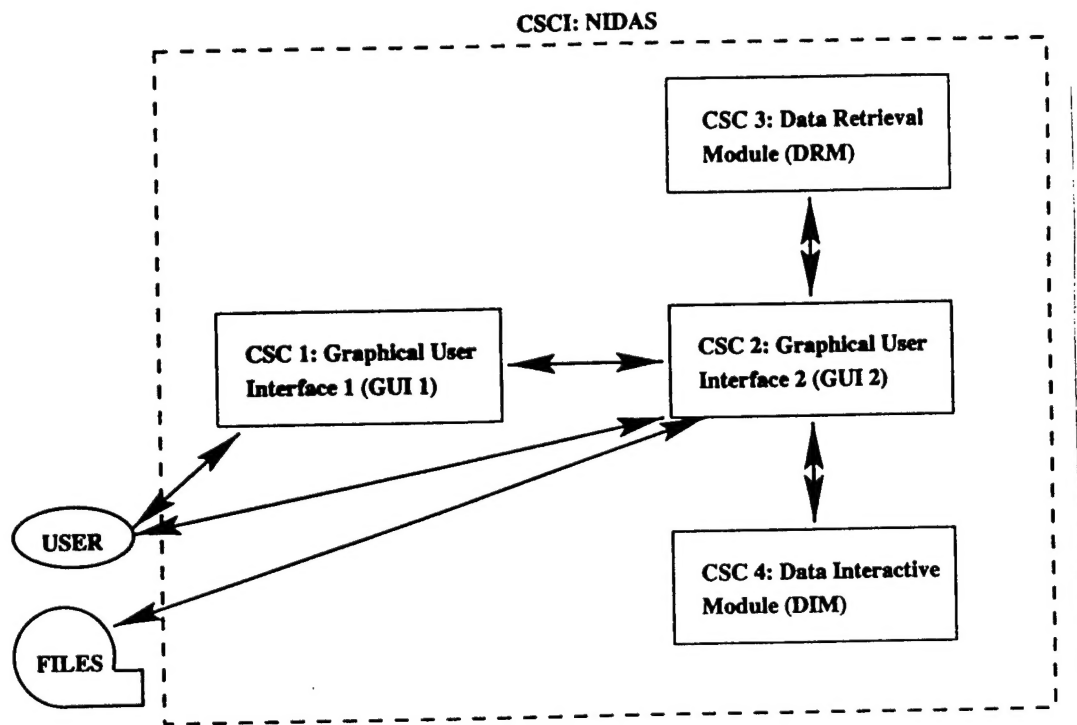 CSCI: NIDAS
CSC 3: Data Retrieval
Module (DRM)
CSC 1: Graphical User
Interface 1 (GUI 1)
CSC 2: Graphical User
Interface 2 (GUI 2)
USER
CSC 4: Data Interactive
Module (DIM)
FILES